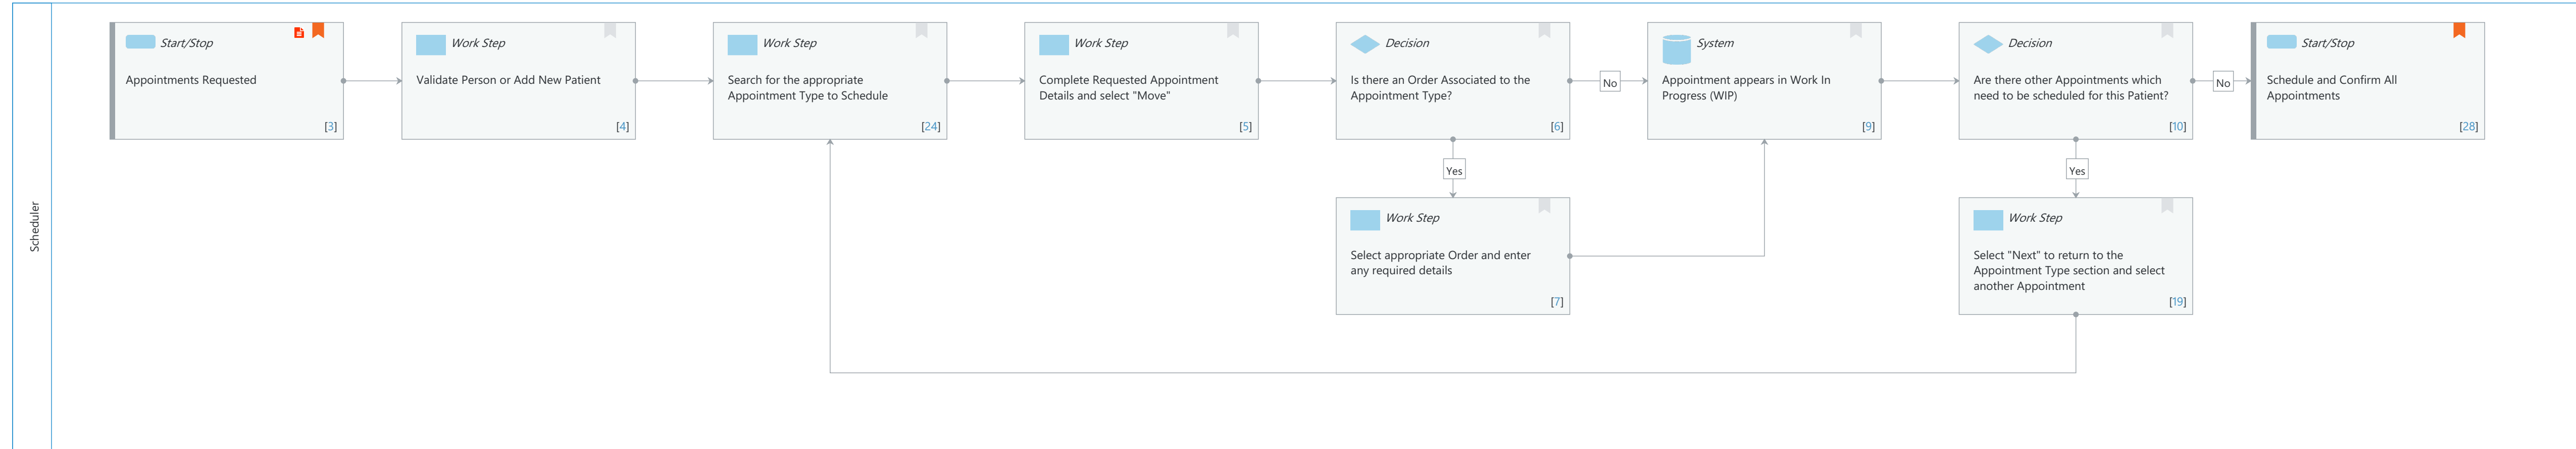 Scheduler
Start/Stop
Appointments Requested
[3]
Work Step
Validate Person or Add New Patient
[4]
Work Step
Search for the appropriate
Appointment Type to Schedule
[24]
Work Step
Complete Requested Appointment
Details and select "Move"
[5]
Decision
Is there an Order Associated to the
Appointment Type?
[6]
No
System
Appointment appears in Work In
Progress (WIP)
[9]
Decision
Are there other Appointments which
need to be scheduled for this Patient?
[10]
No
Start/Stop
Schedule and Confirm All
Appointments
[28]
Yes
Work Step
Select appropriate Order and enter
any required details
[7]
Yes
Work Step
Select "Next" to return to the
Appointment Type section and select
another Appointment
[19]